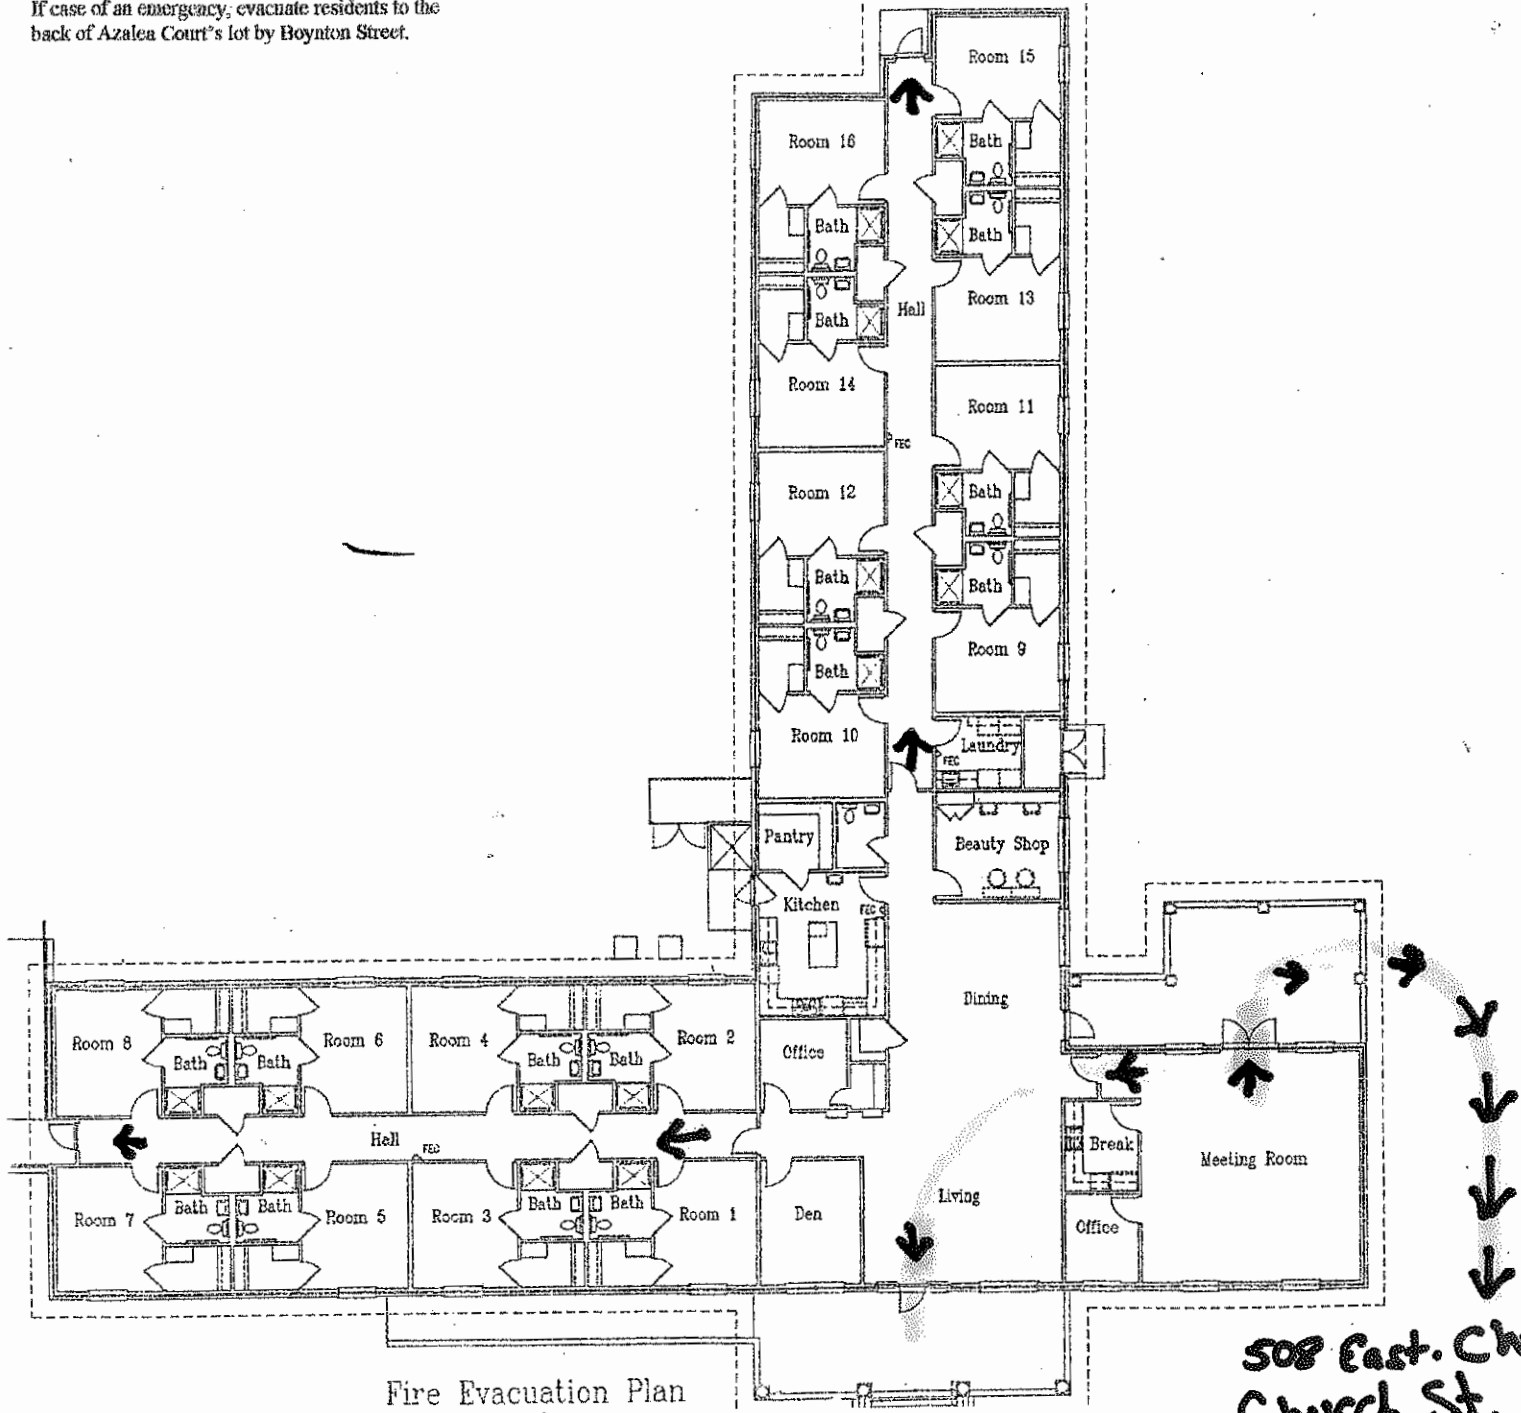 If case of an emergency, evacuate residents to the
back of Azalea Court's lot by Boynton Street.
Room 15
Room 16
Bath
Bath
Bath
Bath
Room 13
Hall
Room 14
Room 11
FEC
Room 12
Bath
Bath
Bath
Room 9
Bath
Room 10
Laundry
FEC
Pantry
Beauty Shop
Kitchen
FEC
Dining
Room 8
Room 6
Room 4
Room 2
Bath
Bath
Bath
Bath
Office
Hall
FEC
Break
Meeting Room
Room 7
Bath
Bath
Room 5
Room 3
Bath
Bath
Room 1
Den
Living
Office
508 East. Ch
Church St.
Fire Evacuation Plan